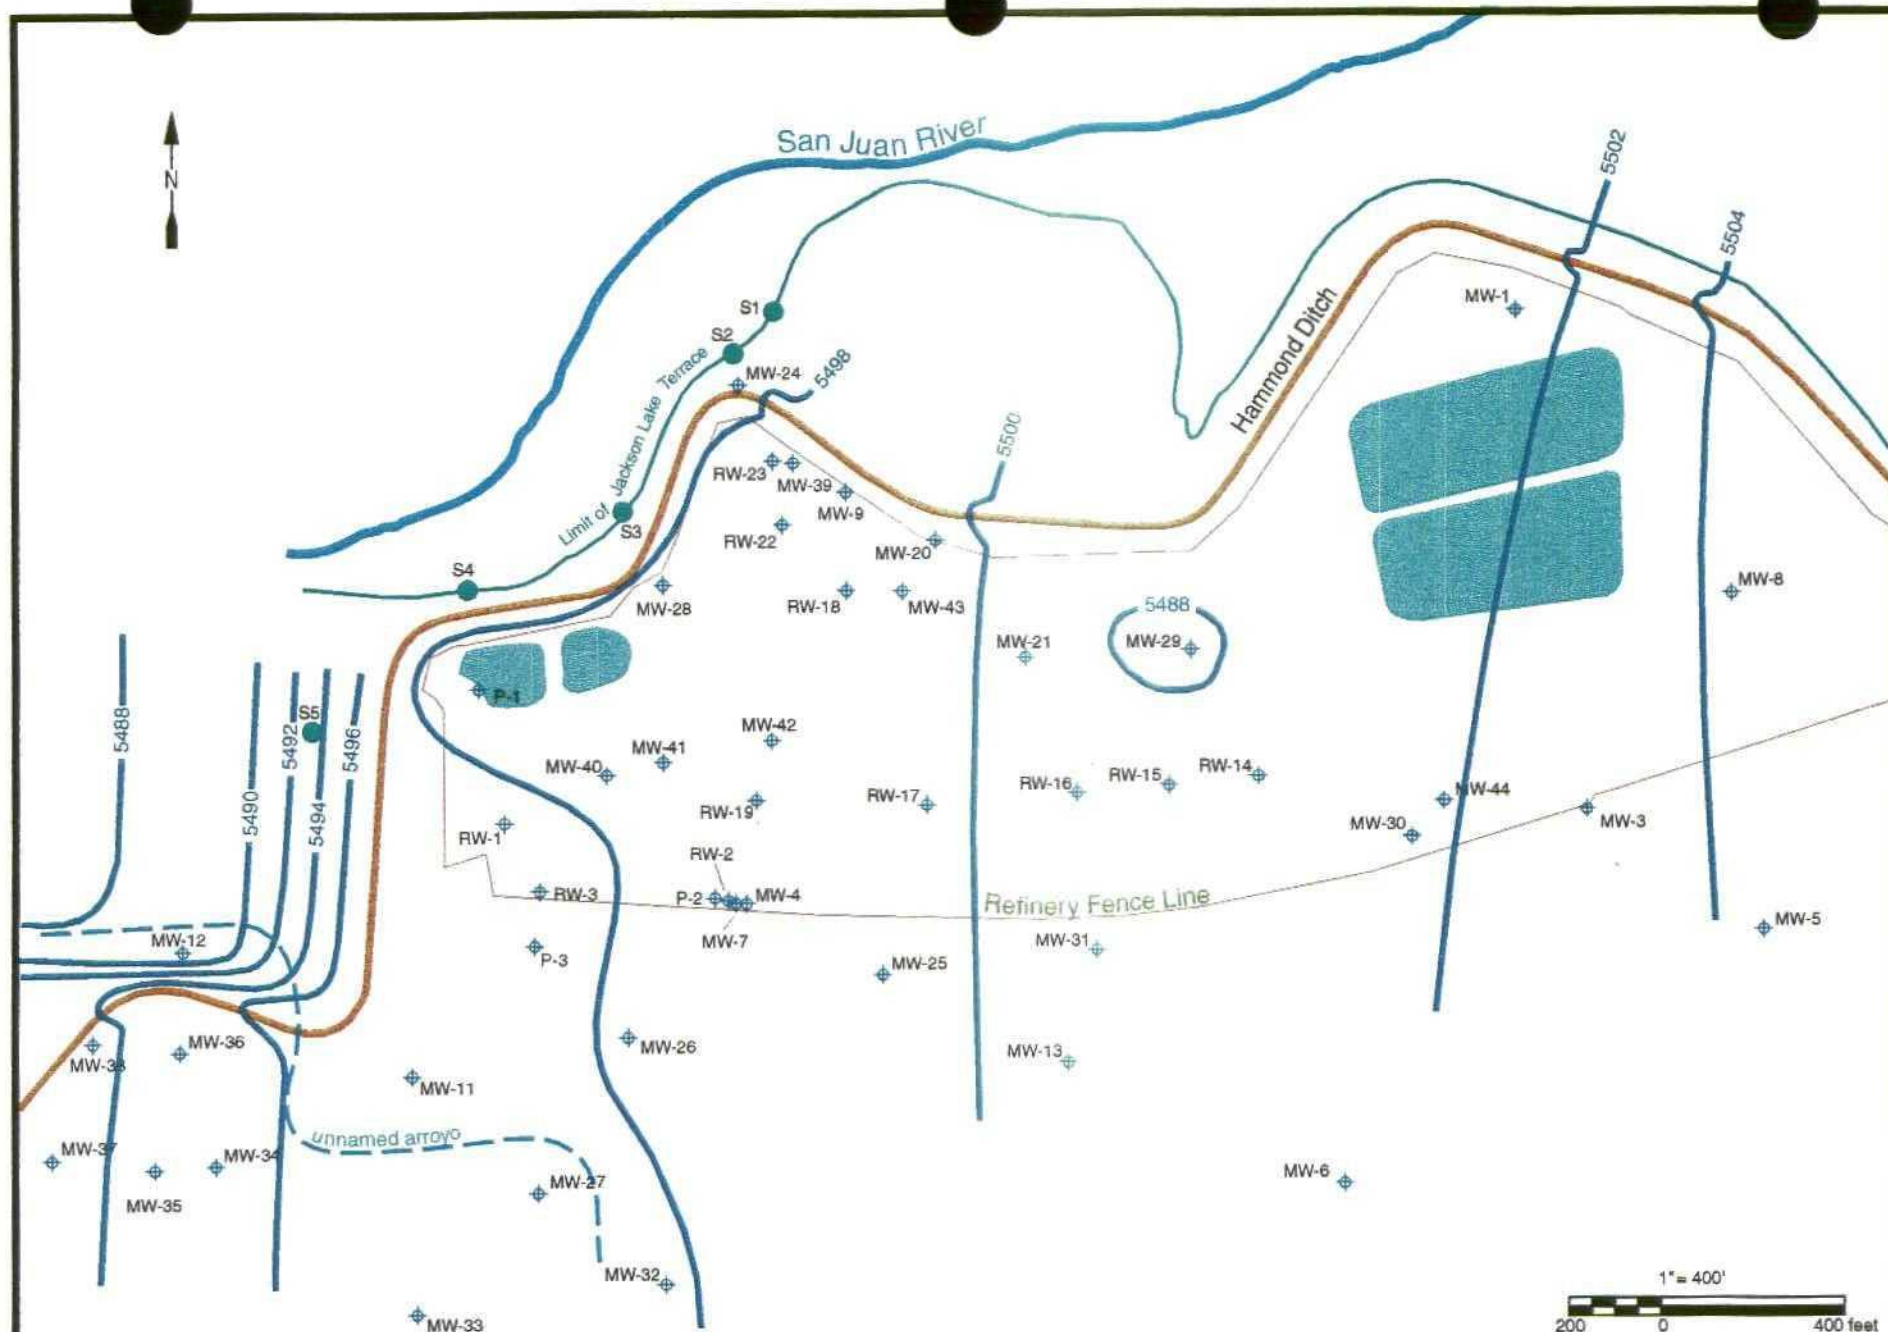 San Juan River
5502
N
5504
MW-1
S1
Hammond Ditch
S2
MW-24
5498
Limit of Jackson Lake Terrace
5500
RW-23
MW-39
MW-9
S3
RW-22
MW-20
S4
MW-28
RW-18
MW-43
MW-8
5488
MW-21
MW-29
P-1
S5
5488
5492
5496
MW-42
MW-41
MW-40
RW-14
RW-15
RW-16
RW-17
MW-44
5490
5494
RW-19
MW-3
MW-30
RW-1
RW-2
RW-3
P-2
MW-4
Refinery Fence Line
MW-5
MW-12
MW-7
MW-31
P-3
MW-25
MW-36
MW-26
MW-13
MW-38
MW-11
unnamed arroyo
MW-37
MW-34
MW-27
MW-6
MW-35
MW-32
1"= 400'
MW-33
200 0 400 feet